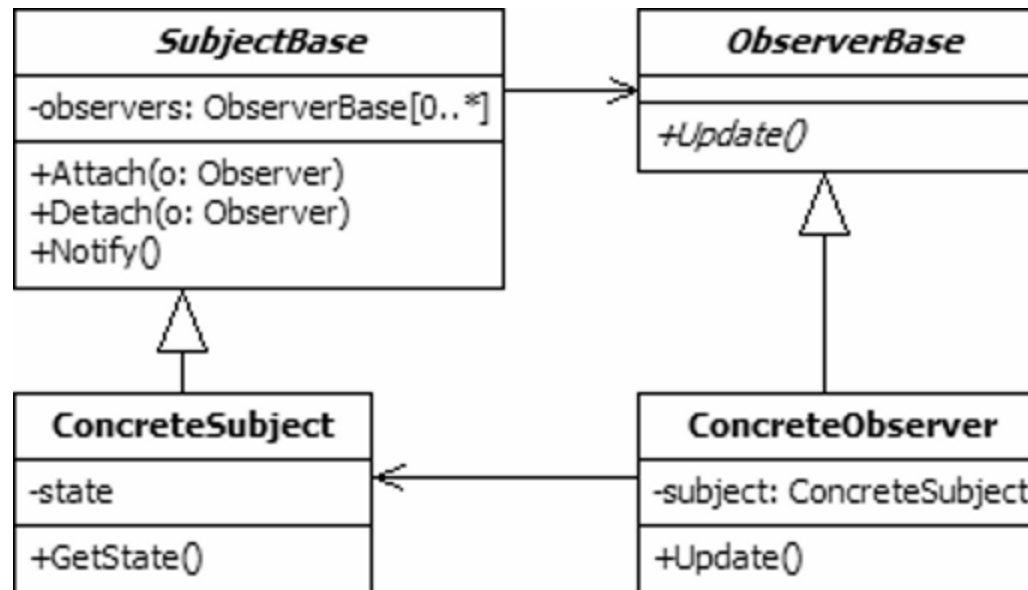 SubjectBase
-observers: ObserverBase[0..*]
+Attach(o: Observer)
+Detach(o: Observer)
+Notify()
ObserverBase
+Update()
ConcreteSubject
-state
+GetState()
ConcreteObserver
-subject: ConcreteSubject
+Update()